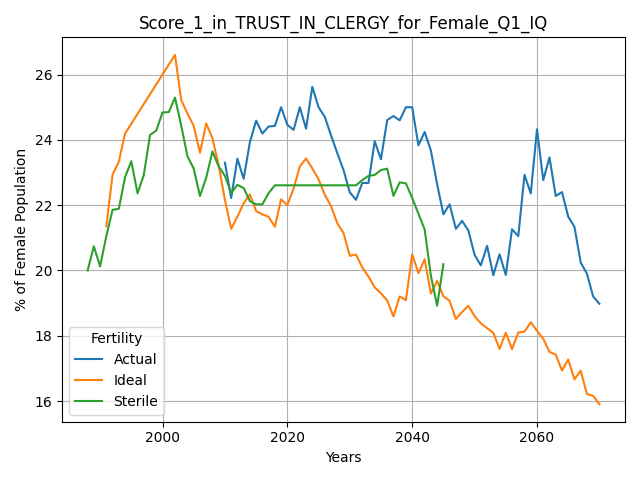 Score_1_in_TRUST_IN_CLERGY_for_Female_Q1_IQ
% of Female Population
26
24
22
20
18
16
Fertility
Actual
Ideal
Sterile
2000 2020 2040 2060
Years